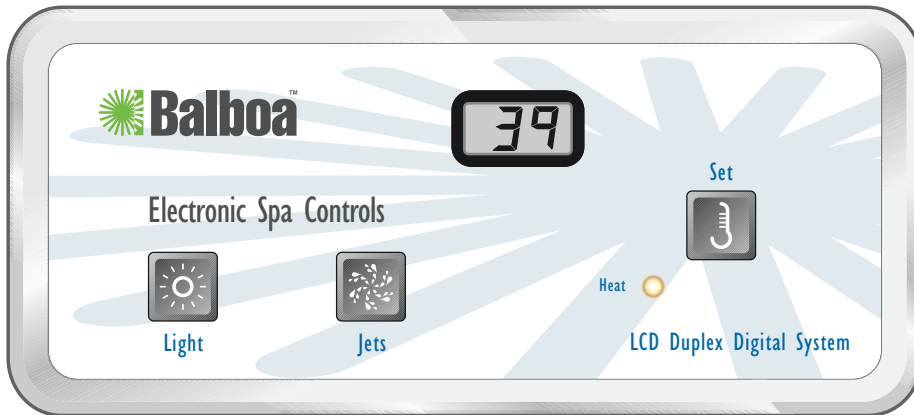 Balboa™
39
Set
Electronic Spa Controls
Heat
Light
Jets
LCD Duplex Digital System